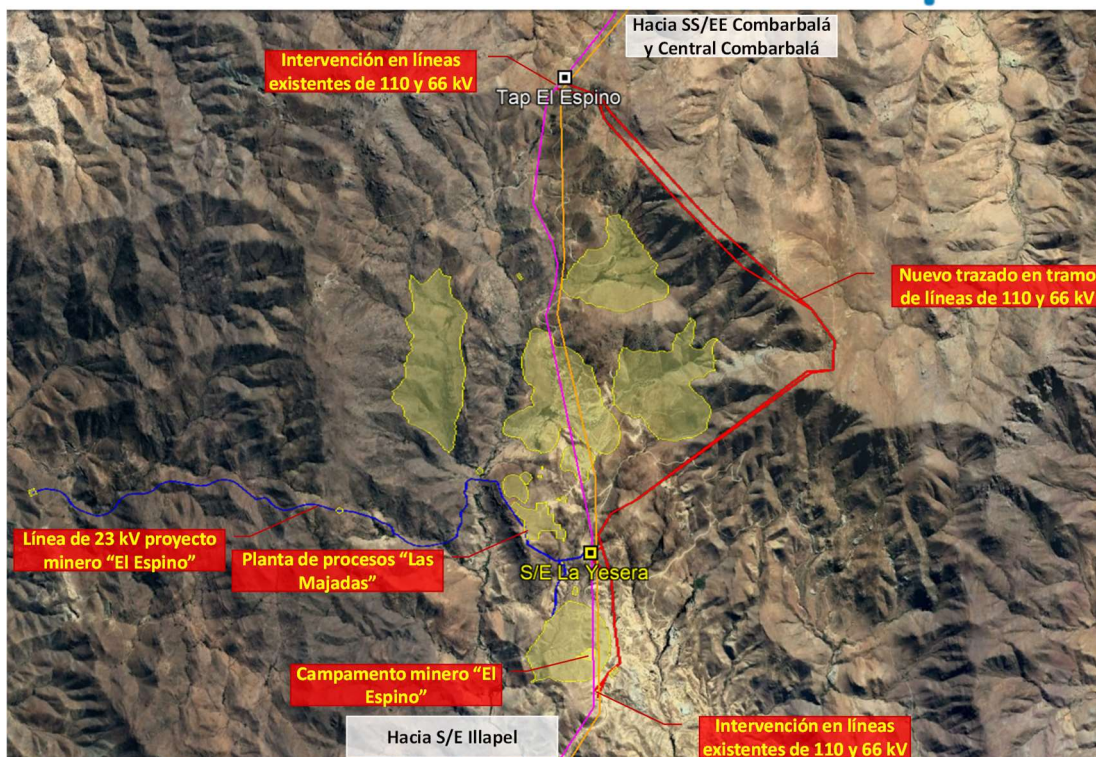 Hacia SS/EE Combarbalá
y Central Combarbalá
Intervención en líneas
existentes de 110 y 66 kV
Tap El Espino
Nuevo trazado en tramo
de líneas de 110 y 66 kV
Línea de 23 kV proyecto
minero “El Espino”
Planta de procesos “Las
Majadas”
S/E La Yesera
Campamento minero “El
Espino”
Hacia S/E Illapel
Intervención en líneas
existentes de 110 y 66 kV